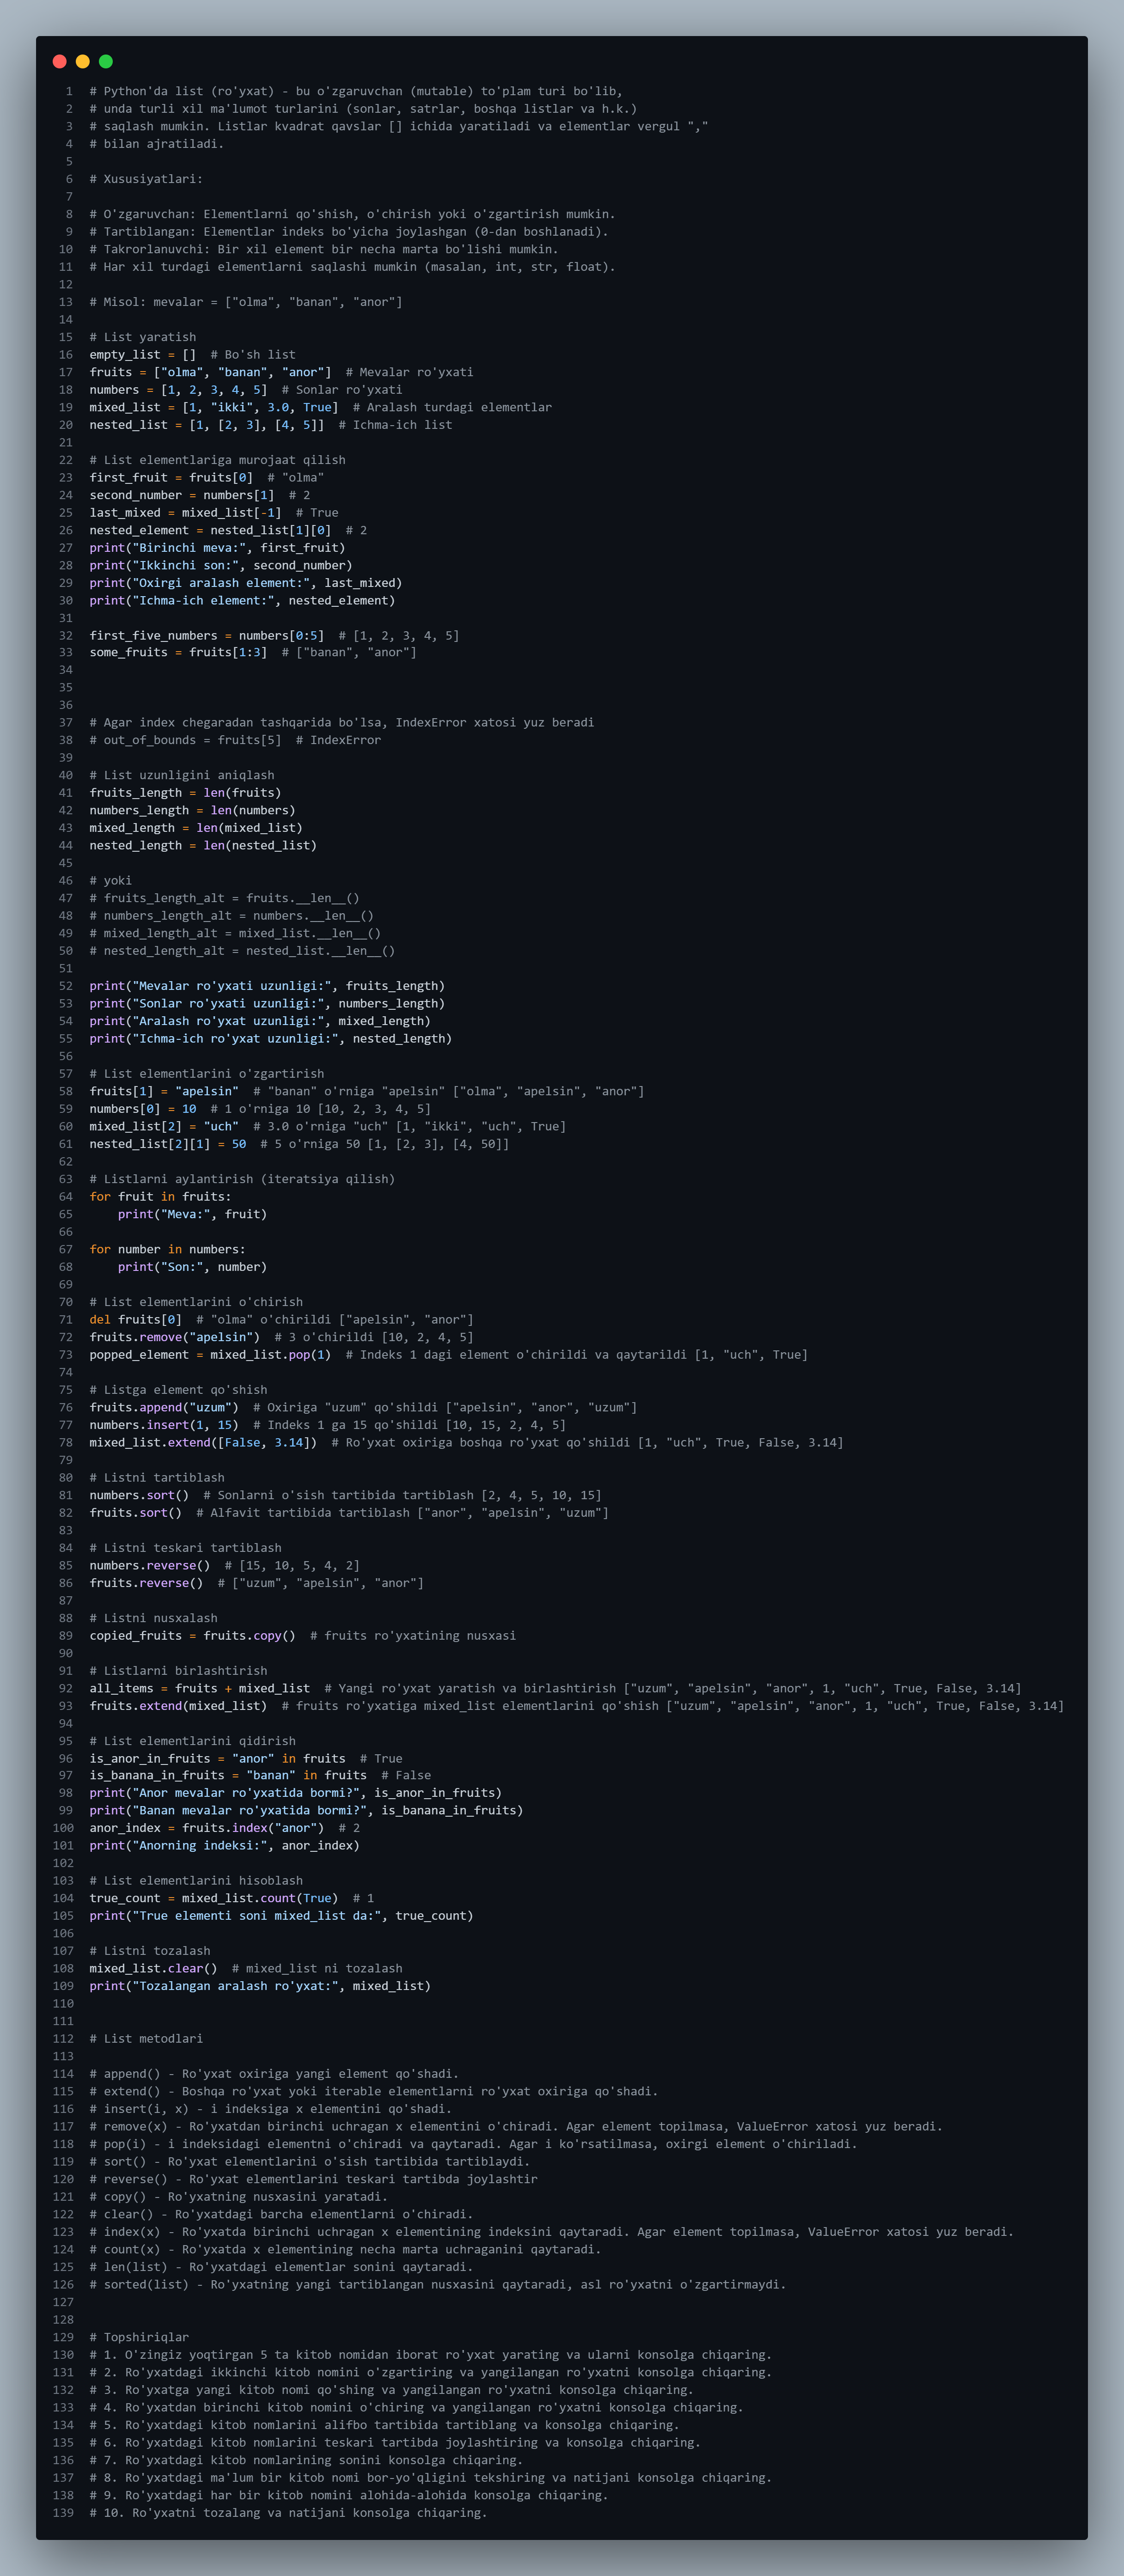 1 # Python'da list (ro'yxat) - bu o'zgaruvchan (mutable) to'plam turi bo'lib,
2 # unda turli xil ma'lumot turlarini (sonlar, satrlar, boshqa listlar va h.k.)
3 # saqlash mumkin. Listlar kvadrat qavslar [] ichida yaratiladi va elementlar vergul ","
4 # bilan ajratiladi.
5
6 # Xususiyatlari:
7
8 # O'zgaruvchan: Elementlarni qo'shish, o'chirish yoki o'zgartirish mumkin.
9 # Tartiblangan: Elementlar indeks bo'yicha joylashgan (0-dan boshlanadi).
10 # Takrorlanuvchi: Bir xil element bir necha marta bo'lishi mumkin.
11 # Har xil turdagi elementlarni saqlashi mumkin (masalan, int, str, float).
12
13 # Misol: mevalar = ["olma", "banan", "anor"]
14
15 # List yaratish
16 empty_list = []  # Bo'sh list
17 fruits = ["olma", "banan", "anor"]  # Mevalar ro'yxati
18 numbers = [1, 2, 3, 4, 5]  # Sonlar ro'yxati
19 mixed_list = [1, "ikki", 3.0, True]  # Aralash turdagi elementlar
20 nested_list = [1, [2, 3], [4, 5]]  # Ichma-ich list
21
22 # List elementlariga murojaat qilish
23 first_fruit = fruits[0]  # "olma"
24 second_number = numbers[1]  # 2
25 last_mixed = mixed_list[-1]  # True
26 nested_element = nested_list[1][0]  # 2
27 print("Birinchi meva:", first_fruit)
28 print("Ikkinchi son:", second_number)
29 print("Oxirgi aralash element:", last_mixed)
30 print("Ichma-ich element:", nested_element)
31
32 first_five_numbers = numbers[0:5]  # [1, 2, 3, 4, 5]
33 some_fruits = fruits[1:3]  # ["banan", "anor"]
34
35
36
37 # Agar index chegaradan tashqarida bo'lsa, IndexError xatosi yuz beradi
38 # out_of_bounds = fruits[5]  # IndexError
39
40 # List uzunligini aniqlash
41 fruits_length = len(fruits)
42 numbers_length = len(numbers)
43 mixed_length = len(mixed_list)
44 nested_length = len(nested_list)
45
46 # yoki
47 # fruits_length_alt = fruits.__len__()
48 # numbers_length_alt = numbers.__len__()
49 # mixed_length_alt = mixed_list.__len__()
50 # nested_length_alt = nested_list.__len__()
51
52 print("Mevalar ro'yxati uzunligi:", fruits_length)
53 print("Sonlar ro'yxati uzunligi:", numbers_length)
54 print("Aralash ro'yxat uzunligi:", mixed_length)
55 print("Ichma-ich ro'yxat uzunligi:", nested_length)
56
57 # List elementlarini o'zgartirish
58 fruits[1] = "apelsin"  # "banan" o'rniga "apelsin" ["olma", "apelsin", "anor"]
59 numbers[0] = 10  # 1 o'rniga 10 [10, 2, 3, 4, 5]
60 mixed_list[2] = "uch"  # 3.0 o'rniga "uch" [1, "ikki", "uch", True]
61 nested_list[2][1] = 50  # 5 o'rniga 50 [1, [2, 3], [4, 50]]
62
63 # Listlarni aylantirish (iteratsiya qilish)
64 for fruit in fruits:
65     print("Meva:", fruit)
66
67 for number in numbers:
68     print("Son:", number)
69
70 # List elementlarini o'chirish
71 del fruits[0]  # "olma" o'chirildi ["apelsin", "anor"]
72 fruits.remove("apelsin")  # 3 o'chirildi [10, 2, 4, 5]
73 popped_element = mixed_list.pop(1)  # Indeks 1 dagi element o'chirildi va qaytarildi [1, "uch", True]
74
75 # Listga element qo'shish
76 fruits.append("uzum")  # Oxiriga "uzum" qo'shildi ["apelsin", "anor", "uzum"]
77 numbers.insert(1, 15)  # Indeks 1 ga 15 qo'shildi [10, 15, 2, 4, 5]
78 mixed_list.extend([False, 3.14])  # Ro'yxat oxiriga boshqa ro'yxat qo'shildi [1, "uch", True, False, 3.14]
79
80 # Listni tartiblash
81 numbers.sort()  # Sonlarni o'sish tartibida tartiblash [2, 4, 5, 10, 15]
82 fruits.sort()  # Alfavit tartibida tartiblash ["anor", "apelsin", "uzum"]
83
84 # Listni teskari tartiblash
85 numbers.reverse()  # [15, 10, 5, 4, 2]
86 fruits.reverse()  # ["uzum", "apelsin", "anor"]
87
88 # Listni nusxalash
89 copied_fruits = fruits.copy()  # fruits ro'yxatining nusxasi
90
91 # Listlarni birlashtirish
92 all_items = fruits + mixed_list  # Yangi ro'yxat yaratish va birlashtirish ["uzum", "apelsin", "anor", 1, "uch", True, False, 3.14]
93 fruits.extend(mixed_list)  # fruits ro'yxatiga mixed_list elementlarini qo'shish ["uzum", "apelsin", "anor", 1, "uch", True, False, 3.14]
94
95 # List elementlarini qidirish
96 is_anor_in_fruits = "anor" in fruits  # True
97 is_banana_in_fruits = "banan" in fruits  # False
98 print("Anor mevalar ro'yxatida bormi?", is_anor_in_fruits)
99 print("Banan mevalar ro'yxatida bormi?", is_banana_in_fruits)
100 anor_index = fruits.index("anor")  # 2
101 print("Anorning indeksi:", anor_index)
102
103 # List elementlarini hisoblash
104 true_count = mixed_list.count(True)  # 1
105 print("True elementi soni mixed_list da:", true_count)
106
107 # Listni tozalash
108 mixed_list.clear()  # mixed_list ni tozalash
109 print("Tozalangan aralash ro'yxat:", mixed_list)
110
111
112 # List metodlari
113
114 # append() - Ro'yxat oxiriga yangi element qo'shadi.
115 # extend() - Boshqa ro'yxat yoki iterable elementlarni ro'yxat oxiriga qo'shadi.
116 # insert(i, x) - i indeksiga x elementini qo'shadi.
117 # remove(x) - Ro'yxatdan birinchi uchragan x elementini o'chiradi. Agar element topilmasa, ValueError xatosi yuz beradi.
118 # pop(i) - i indeksidagi elementni o'chiradi va qaytaradi. Agar i ko'rsatilmasa, oxirgi element o'chiriladi.
119 # sort() - Ro'yxat elementlarini o'sish tartibida tartiblaydi.
120 # reverse() - Ro'yxat elementlarini teskari tartibda joylashtir
121 # copy() - Ro'yxatning nusxasini yaratadi.
122 # clear() - Ro'yxatdagi barcha elementlarni o'chiradi.
123 # index(x) - Ro'yxatda birinchi uchragan x elementining indeksini qaytaradi. Agar element topilmasa, ValueError xatosi yuz beradi.
124 # count(x) - Ro'yxatda x elementining necha marta uchraganini qaytaradi.
125 # len(list) - Ro'yxatdagi elementlar sonini qaytaradi.
126 # sorted(list) - Ro'yxatning yangi tartiblangan nusxasini qaytaradi, asl ro'yxatni o'zgartirmaydi.
127
128
129 # Topshiriqlar
130 # 1. O'zingiz yoqtirgan 5 ta kitob nomidan iborat ro'yxat yarating va ularni konsolga chiqaring.
131 # 2. Ro'yxatdagi ikkinchi kitob nomini o'zgartiring va yangilangan ro'yxatni konsolga chiqaring.
132 # 3. Ro'yxatga yangi kitob nomi qo'shing va yangilangan ro'yxatni konsolga chiqaring.
133 # 4. Ro'yxatdan birinchi kitob nomini o'chiring va yangilangan ro'yxatni konsolga chiqaring.
134 # 5. Ro'yxatdagi kitob nomlarini alifbo tartibida tartiblang va konsolga chiqaring.
135 # 6. Ro'yxatdagi kitob nomlarini teskari tartibda joylashtiring va konsolga chiqaring.
136 # 7. Ro'yxatdagi kitob nomlarining sonini konsolga chiqaring.
137 # 8. Ro'yxatdagi ma'lum bir kitob nomi bor-yo'qligini tekshiring va natijani konsolga chiqaring.
138 # 9. Ro'yxatdagi har bir kitob nomini alohida-alohida konsolga chiqaring.
139 # 10. Ro'yxatni tozalang va natijani konsolga chiqaring.